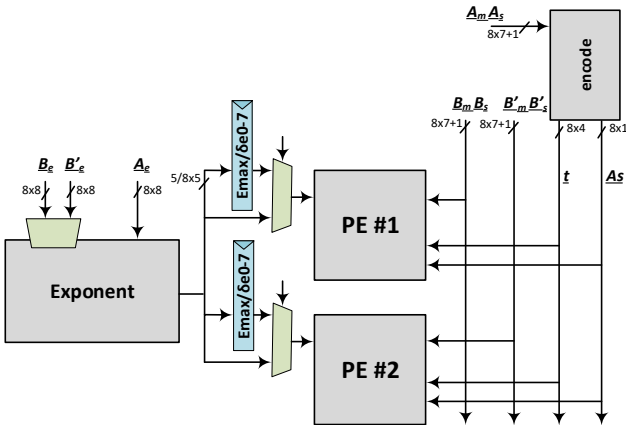 A_m A_s
8x7+1
encode
B_m B_s
B'_m B'_s
8x7+1
8x7+1
8x4
8x1
t
As
B_e
B'_e
A_e
8x8
8x8
8x8
5/8x5
Emax/δe0-7
PE #1
Exponent
Emax/δe0-7
PE #2